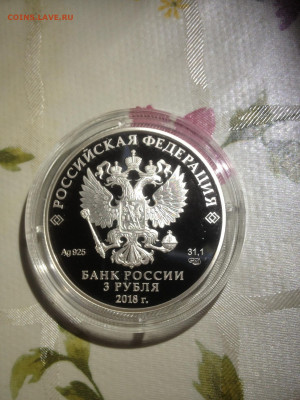 COINS.LAVE.RU
РОССИЙСКАЯ ФЕДЕРАЦИЯ
Ag 925
31,1
БАНК РОССИИ
3 РУБЛЯ
2018 г.